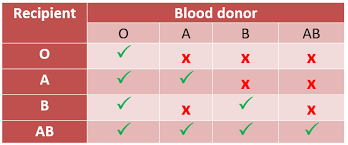 Recipient Blood donor
O A B AB
O ✓ x x x
A ✓ ✓ x x
B ✓ x ✓ x
AB ✓ ✓ ✓ ✓